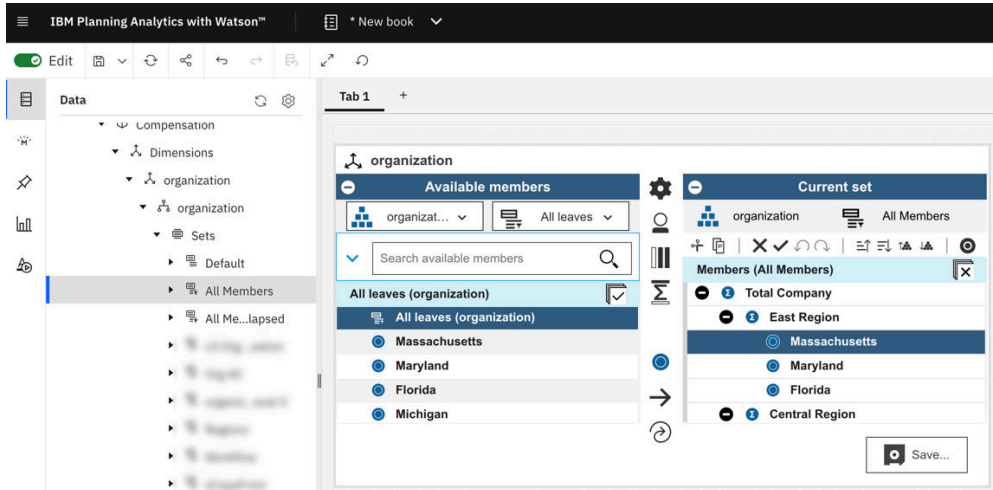 IBM Planning Analytics with Watson™
* New book
Edit
Data
Compensation
Dimensions
organization
organization
Sets
Default
All Members
All Me...lapsed
Tab 1 +
organization
Available members
organizat...
All leaves
Search available members
All leaves (organization)
All leaves (organization)
Massachusetts
Maryland
Florida
Michigan
Current set
organization
All Members
Members (All Members)
Total Company
East Region
Massachusetts
Maryland
Florida
Central Region
Save...